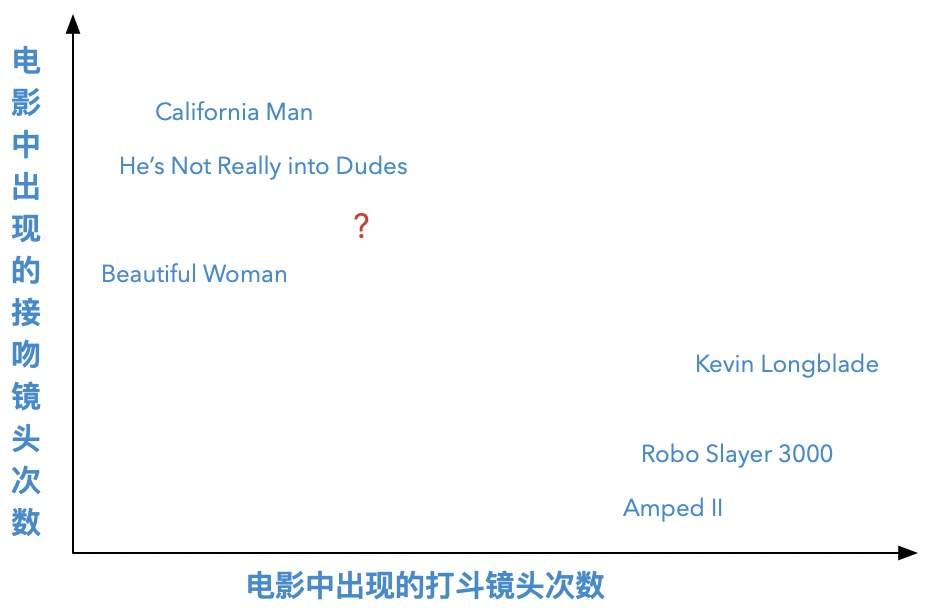 电影中出现的接吻镜头次数
California Man
He’s Not Really into Dudes
?
Beautiful Woman
Kevin Longblade
Robo Slayer 3000
Amped II
电影中出现的打斗镜头次数